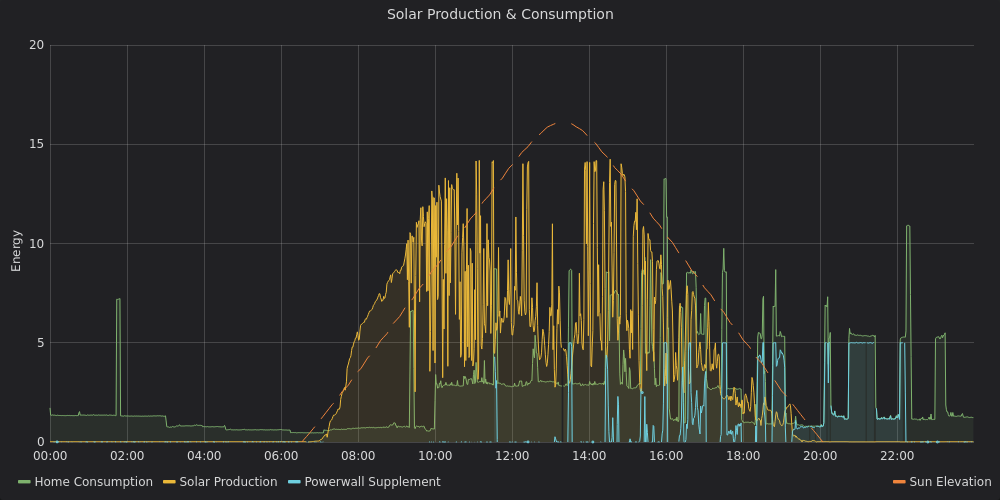 Solar Production & Consumption
20
15
10
5
0
Energy
00:00 02:00 04:00 06:00 08:00 10:00 12:00 14:00 16:00 18:00 20:00 22:00
Home Consumption Solar Production Powerwall Supplement Sun Elevation